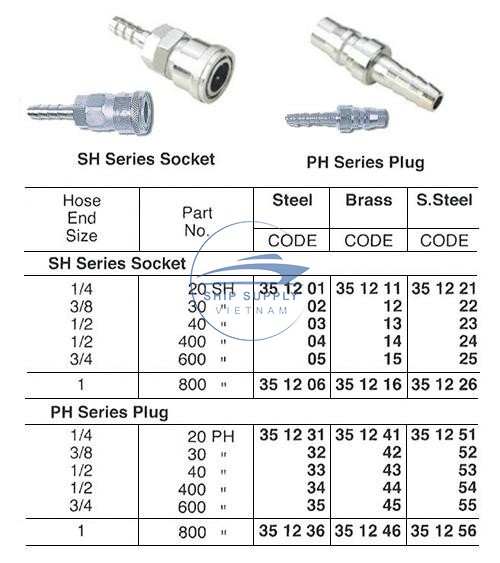 SH Series Socket
PH Series Plug
Hose End Size Part No. Steel Brass S.Steel
CODE CODE CODE
SH Series Socket
1/4 20 SH 35 12 01 35 12 11 35 12 21
3/8 30 " 02 12 22
1/2 40 " 03 13 23
1/2 400 " 04 14 24
3/4 600 " 05 15 25
1 800 " 35 12 06 35 12 16 35 12 26
PH Series Plug
1/4 20 PH 35 12 31 35 12 41 35 12 51
3/8 30 " 32 42 52
1/2 40 " 33 43 53
1/2 400 " 34 44 54
3/4 600 " 35 45 55
1 800 " 35 12 36 35 12 46 35 12 56
SHIP SUPPLY
VIETNAM